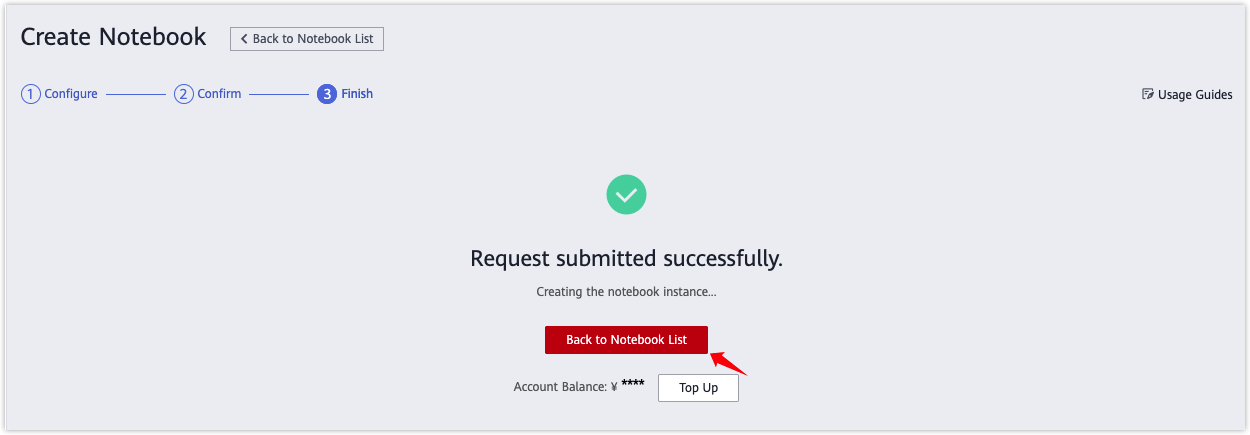 Create Notebook
Back to Notebook List
1 Configure 2 Confirm 3 Finish
Usage Guides
Request submitted successfully.
Creating the notebook instance...
Back to Notebook List
Account Balance: ¥ ****
Top Up